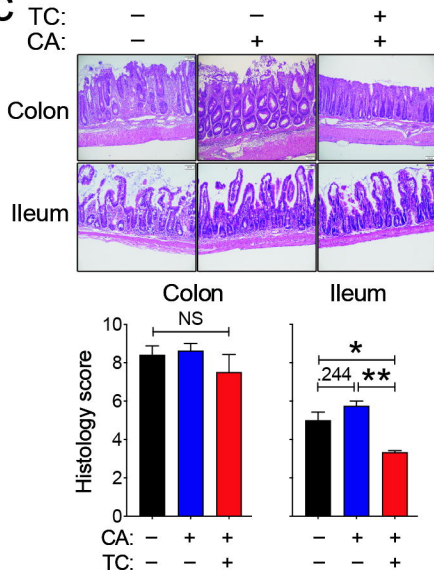 C
TC: – – +
CA: – + +
Colon
Ileum
Colon Ileum
NS
*
.244 **
Histology score
10
8
6
4
2
0
CA: – + + – + +
TC: – – + – – +